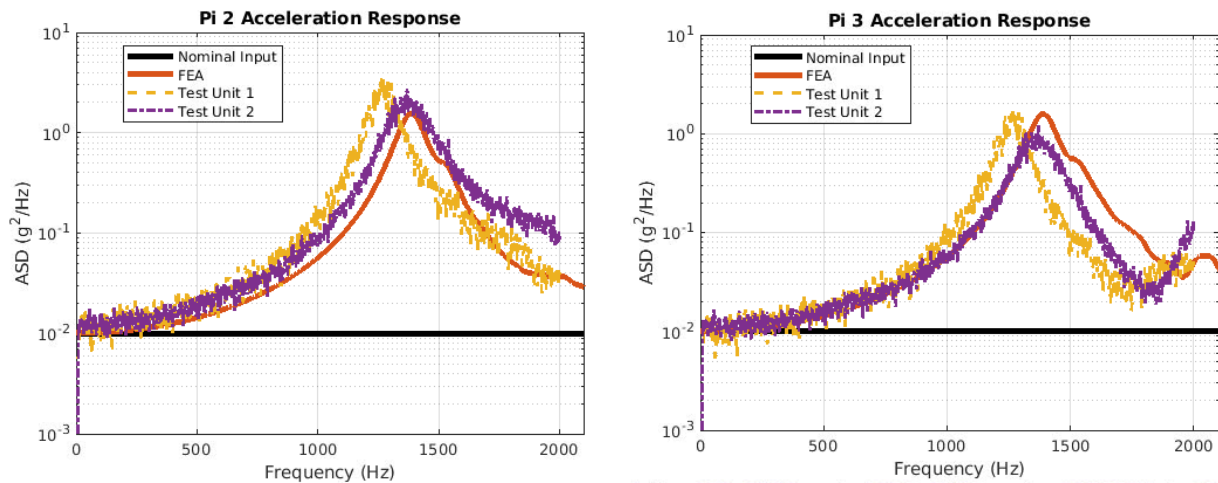 Pi 2 Acceleration Response
10^1
10^0
10^-1
10^-2
10^-3
ASD (g^2/Hz)
Nominal Input
FEA
Test Unit 1
Test Unit 2
0 500 1000 1500 2000
Frequency (Hz)
Pi 3 Acceleration Response
10^1
10^0
10^-1
10^-2
10^-3
ASD (g^2/Hz)
Nominal Input
FEA
Test Unit 1
Test Unit 2
0 500 1000 1500 2000
Frequency (Hz)